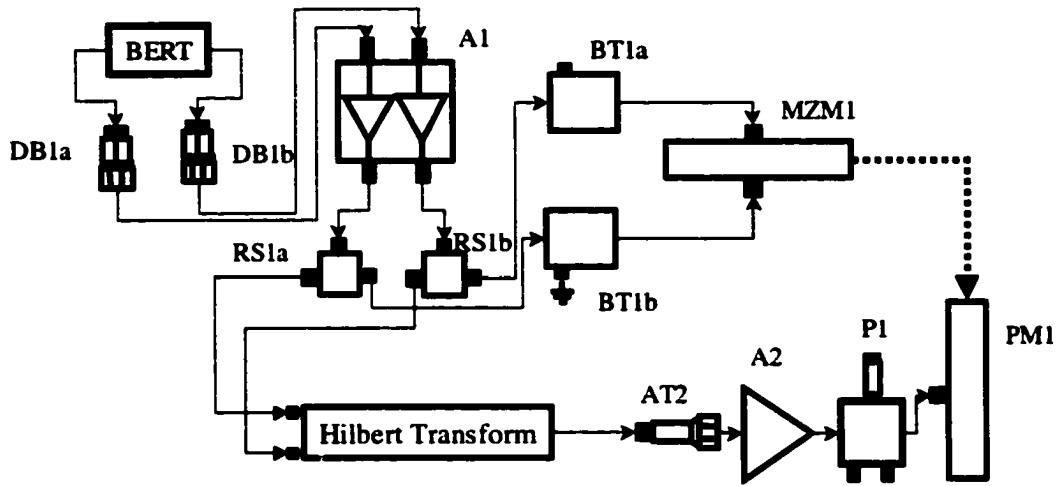 BERT
A1
BT1a
MZM1
DB1a
DB1b
RS1a
RS1b
BT1b
PM1
P1
A2
AT2
Hilbert Transform